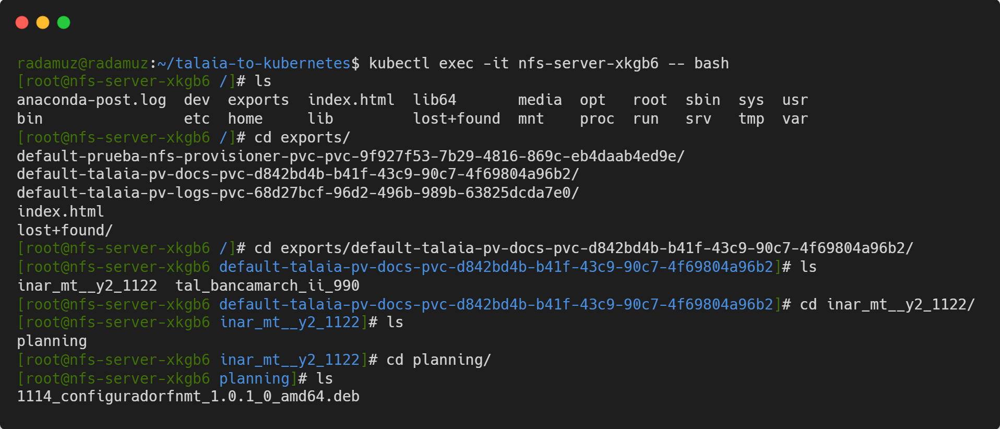 radamuz@radamuz:~/talaia-to-kubernetes$ kubectl exec -it nfs-server-xkgb6 -- bash
[root@nfs-server-xkgb6 /]# ls
anaconda-post.log  dev  exports  index.html  lib64       media  opt   root  sbin  sys  usr
bin                etc  home     lib         lost+found  mnt    proc  run   srv   tmp  var
[root@nfs-server-xkgb6 /]# cd exports/
default-prueba-nfs-provisioner-pvc-pvc-9f927f53-7b29-4816-869c-eb4daab4ed9e/
default-talaia-pv-docs-pvc-d842bd4b-b41f-43c9-90c7-4f69804a96b2/
default-talaia-pv-logs-pvc-68d27bcf-96d2-496b-989b-63825dcda7e0/
index.html
lost+found/
[root@nfs-server-xkgb6 /]# cd exports/default-talaia-pv-docs-pvc-d842bd4b-b41f-43c9-90c7-4f69804a96b2/
[root@nfs-server-xkgb6 default-talaia-pv-docs-pvc-d842bd4b-b41f-43c9-90c7-4f69804a96b2]# ls
inar_mt__y2_1122  tal_bancamarch_ii_990
[root@nfs-server-xkgb6 default-talaia-pv-docs-pvc-d842bd4b-b41f-43c9-90c7-4f69804a96b2]# cd inar_mt__y2_1122/
[root@nfs-server-xkgb6 inar_mt__y2_1122]# ls
planning
[root@nfs-server-xkgb6 inar_mt__y2_1122]# cd planning/
[root@nfs-server-xkgb6 planning]# ls
1114_configuradorfnmt_1.0.1_0_amd64.deb